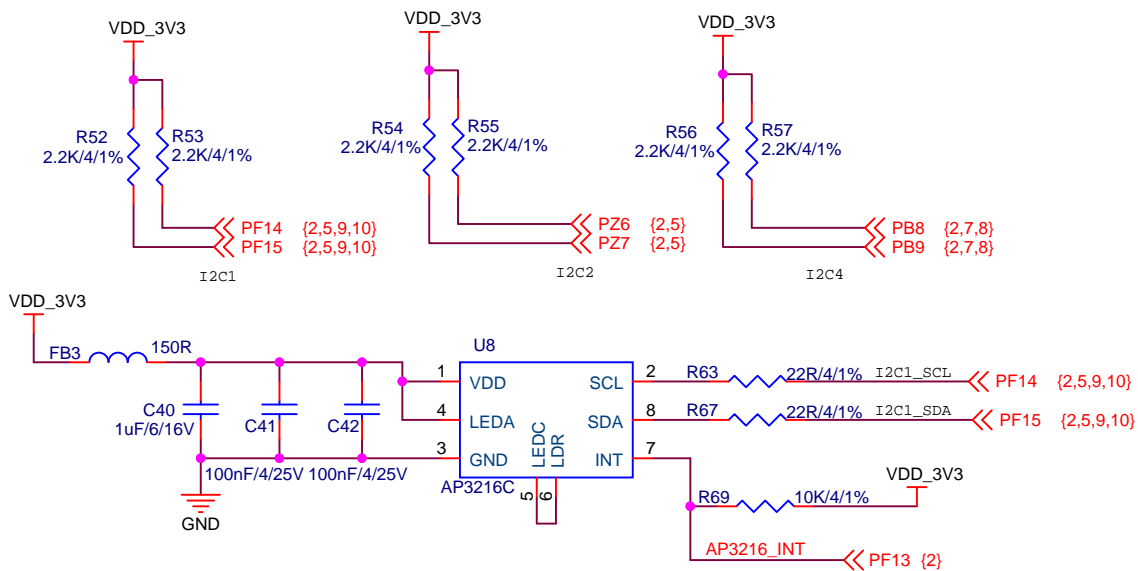 VDD_3V3
R52
2.2K/4/1%
R53
2.2K/4/1%
PF14 {2,5,9,10}
PF15 {2,5,9,10}
I2C1
VDD_3V3
R54
2.2K/4/1%
R55
2.2K/4/1%
PZ6 {2,5}
PZ7 {2,5}
I2C2
VDD_3V3
R56
2.2K/4/1%
R57
2.2K/4/1%
PB8 {2,7,8}
PB9 {2,7,8}
I2C4
VDD_3V3
FB3
150R
C40
1uF/6/16V
C41
100nF/4/25V
C42
100nF/4/25V
GND
U8
1 VDD
4 LEDA
3 GND
AP3216C
LEDC 5
LDR 6
SCL 2
SDA 8
INT 7
R63 22R/4/1% I2C1_SCL PF14 {2,5,9,10}
R67 22R/4/1% I2C1_SDA PF15 {2,5,9,10}
VDD_3V3
R69 10K/4/1%
AP3216_INT PF13 {2}